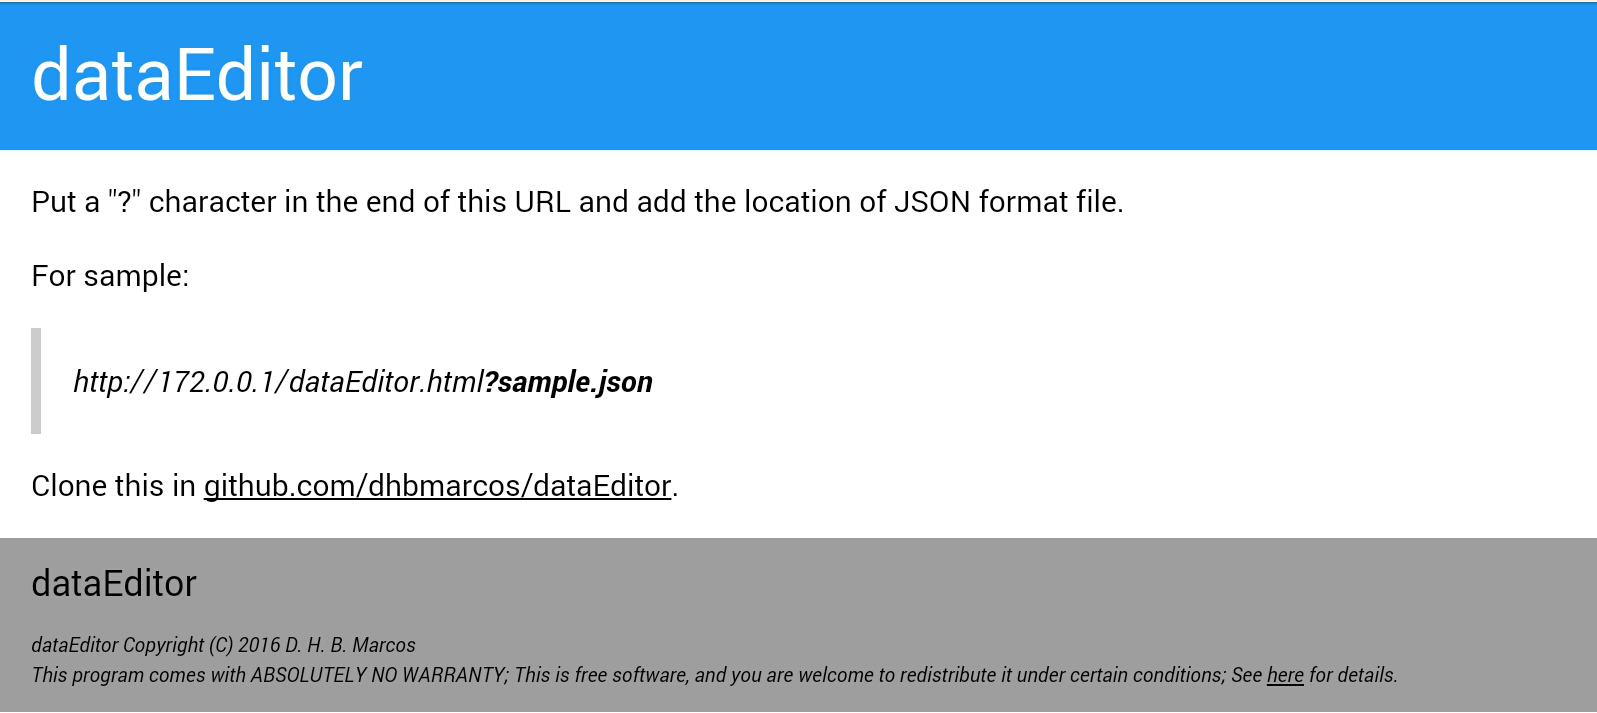 dataEditor
Put a "?" character in the end of this URL and add the location of JSON format file.
For sample:
http://172.0.0.1/dataEditor.html?sample.json
Clone this in github.com/dhbmarcos/dataEditor.
dataEditor
dataEditor Copyright (C) 2016 D. H. B. Marcos
This program comes with ABSOLUTELY NO WARRANTY; This is free software, and you are welcome to redistribute it under certain conditions; See here for details.